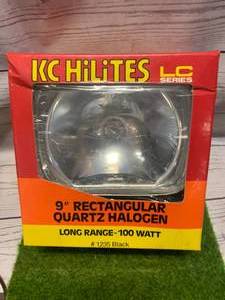 KC HiLiTES
LC
SERIES
9" RECTANGULAR
QUARTZ HALOGEN
LONG RANGE-100 WATT
# 1235 Black